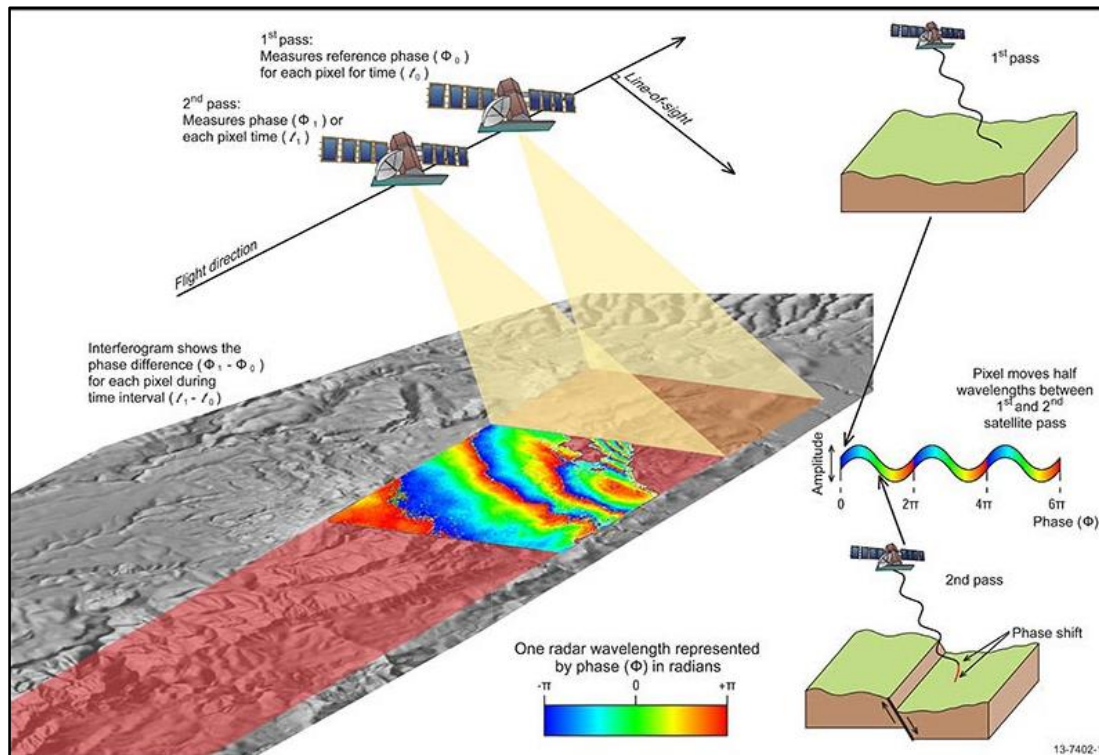 1st pass:
Measures reference phase (Φ0)
for each pixel for time (t0)
2nd pass:
Measures phase (Φ1) or
each pixel time (t1)
Line-of-sight
Flight direction
Interferogram shows the
phase difference (Φ1 - Φ0)
for each pixel during
time interval (t1 - t0)
1st pass
Pixel moves half
wavelengths between
1st and 2nd
satellite pass
Amplitude
0 2π 4π 6π
Phase (Φ)
2nd pass
Phase shift
One radar wavelength represented
by phase (Φ) in radians
-π 0 +π